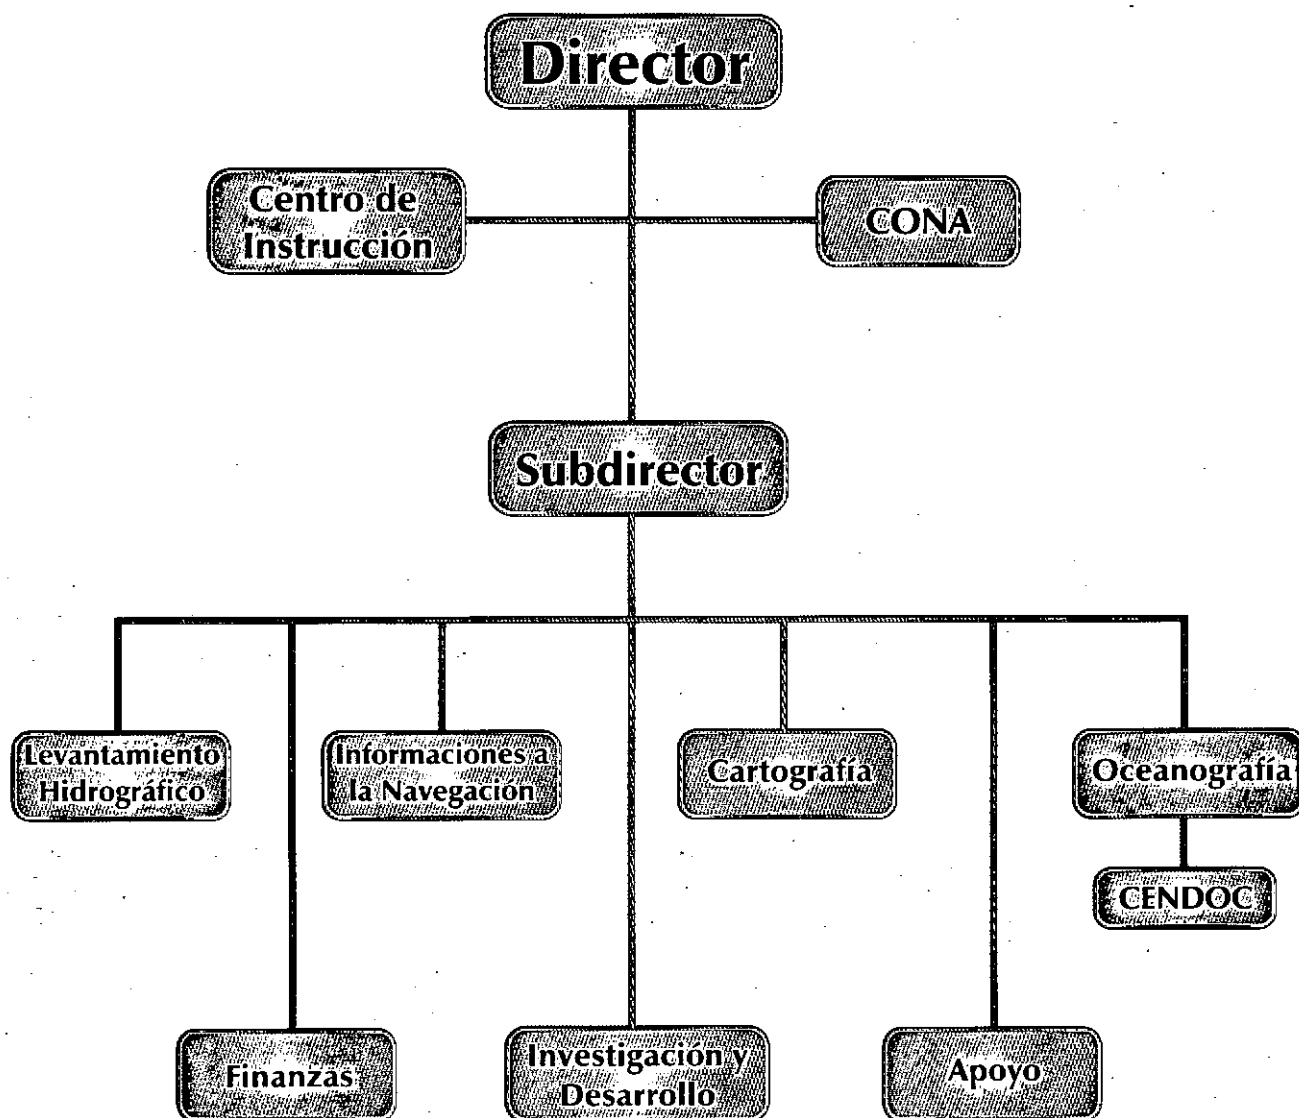 Director
Centro de
Instrucción
CONA
Subdirector
Levantamiento
Hidrográfico
Informaciones a
la Navegación
Cartografía
Oceanografía
CENDOC
Finanzas
Investigación y
Desarrollo
Apoyo